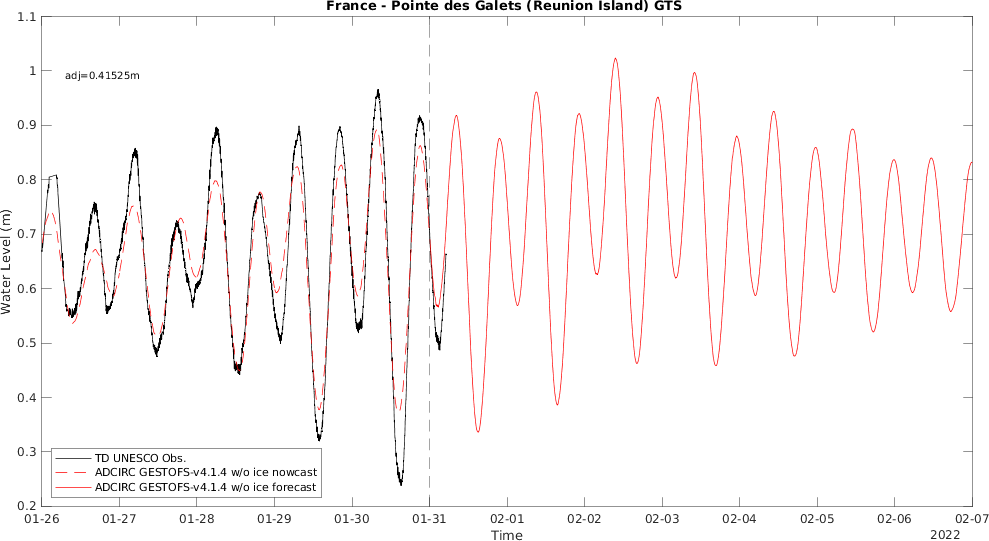 France - Pointe des Galets (Reunion Island) GTS
1.1
1
0.9
0.8
0.7
0.6
0.5
0.4
0.3
0.2
Water Level (m)
adj=0.41525m
TD UNESCO Obs.
ADCIRC GESTOFS-v4.1.4 w/o ice nowcast
ADCIRC GESTOFS-v4.1.4 w/o ice forecast
01-26 01-27 01-28 01-29 01-30 01-31 02-01 02-02 02-03 02-04 02-05 02-06 02-07
Time
2022